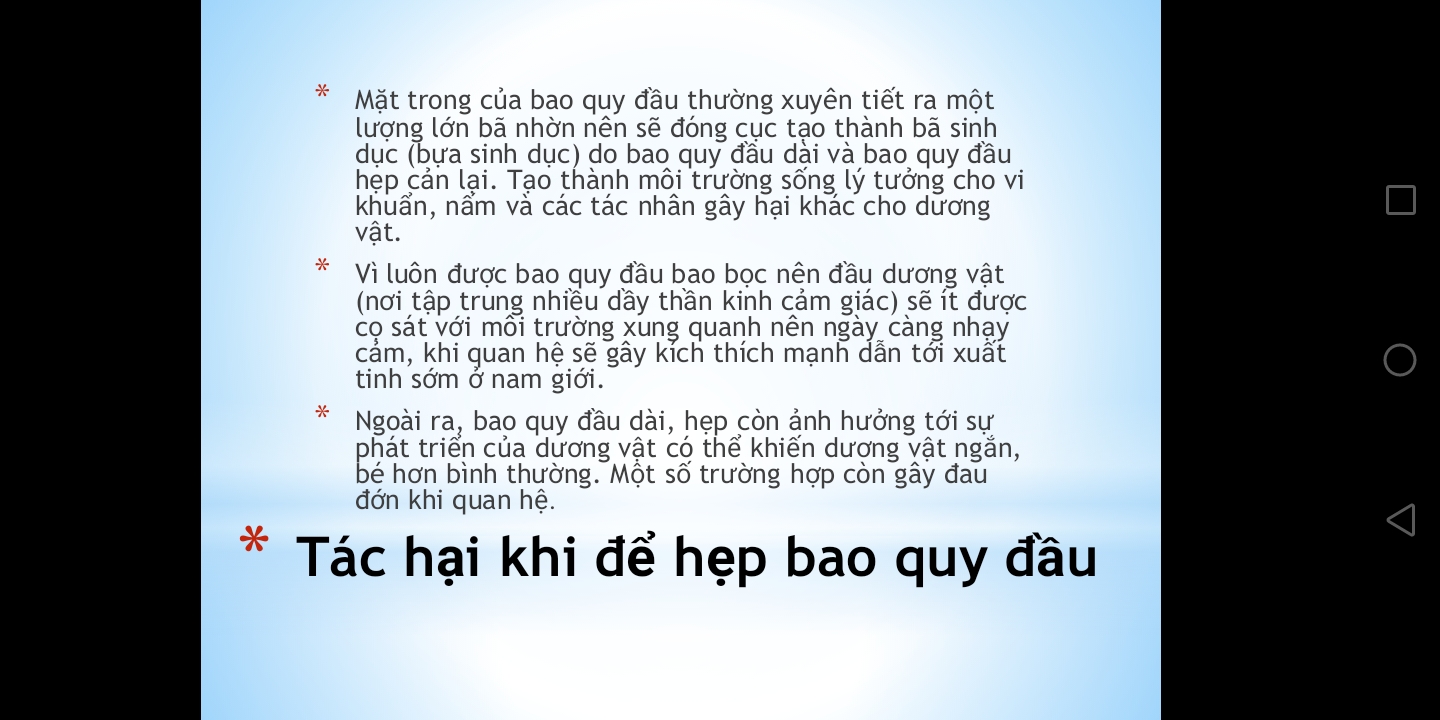 * Mặt trong của bao quy đầu thường xuyên tiết ra một
lượng lớn bã nhờn nên sẽ đóng cục tạo thành bã sinh
dục (bựa sinh dục) do bao quy đầu dài và bao quy đầu
hẹp cản lại. Tạo thành môi trường sống lý tưởng cho vi
khuẩn, nấm và các tác nhân gây hại khác cho dương
vật.
* Vì luôn được bao quy đầu bao bọc nên đầu dương vật
(nơi tập trung nhiều dầy thần kinh cảm giác) sẽ ít được
cọ sát với môi trường xung quanh nên ngày càng nhạy
cảm, khi quan hệ sẽ gây kích thích mạnh dẫn tới xuất
tinh sớm ở nam giới.
* Ngoài ra, bao quy đầu dài, hẹp còn ảnh hưởng tới sự
phát triển của dương vật có thể khiến dương vật ngắn,
bé hơn bình thường. Một số trường hợp còn gây đau
đớn khi quan hệ.
* Tác hại khi để hẹp bao quy đầu